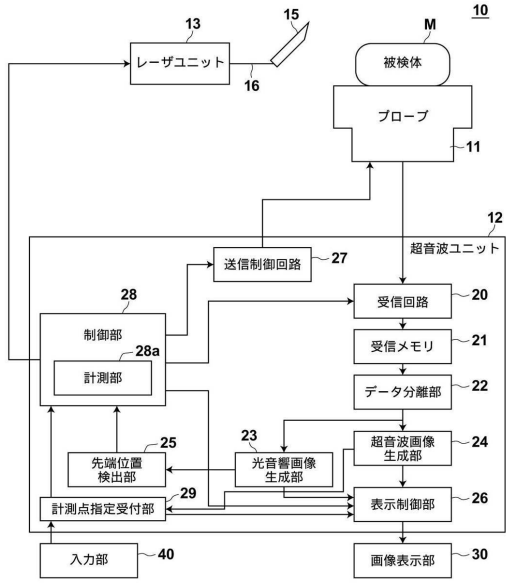 10
13
15
M
レーザユニット
16
被検体
プローブ
11
12
超音波ユニット
送信制御回路
27
28
制御部
28a
計測部
受信回路
20
受信メモリ
21
データ分離部
22
25
先端位置
検出部
23
光音響画像
生成部
超音波画像
生成部
24
29
計測点指定受付部
表示制御部
26
入力部
40
画像表示部
30